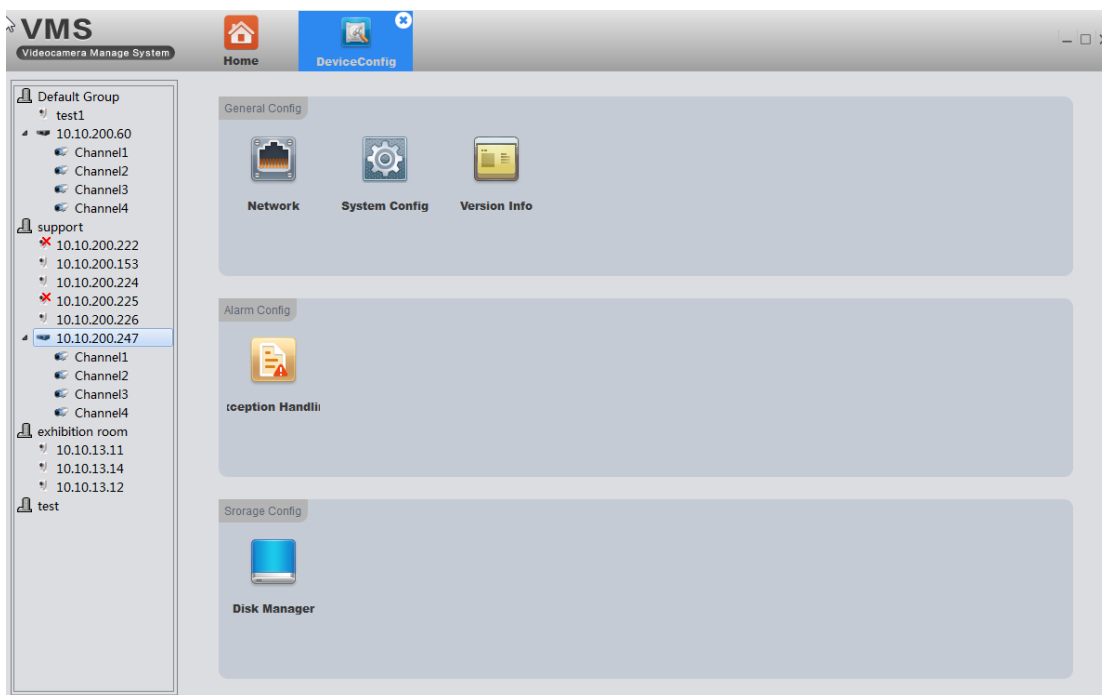 VMS
Videocamera Manage System
Home
DeviceConfig
Default Group
test1
10.10.200.60
Channel1
Channel2
Channel3
Channel4
support
10.10.200.222
10.10.200.153
10.10.200.224
10.10.200.225
10.10.200.226
10.10.200.247
Channel1
Channel2
Channel3
Channel4
exhibition room
10.10.13.11
10.10.13.14
10.10.13.12
test
General Config
Network
System Config
Version Info
Alarm Config
xception Handli
Srorage Config
Disk Manager